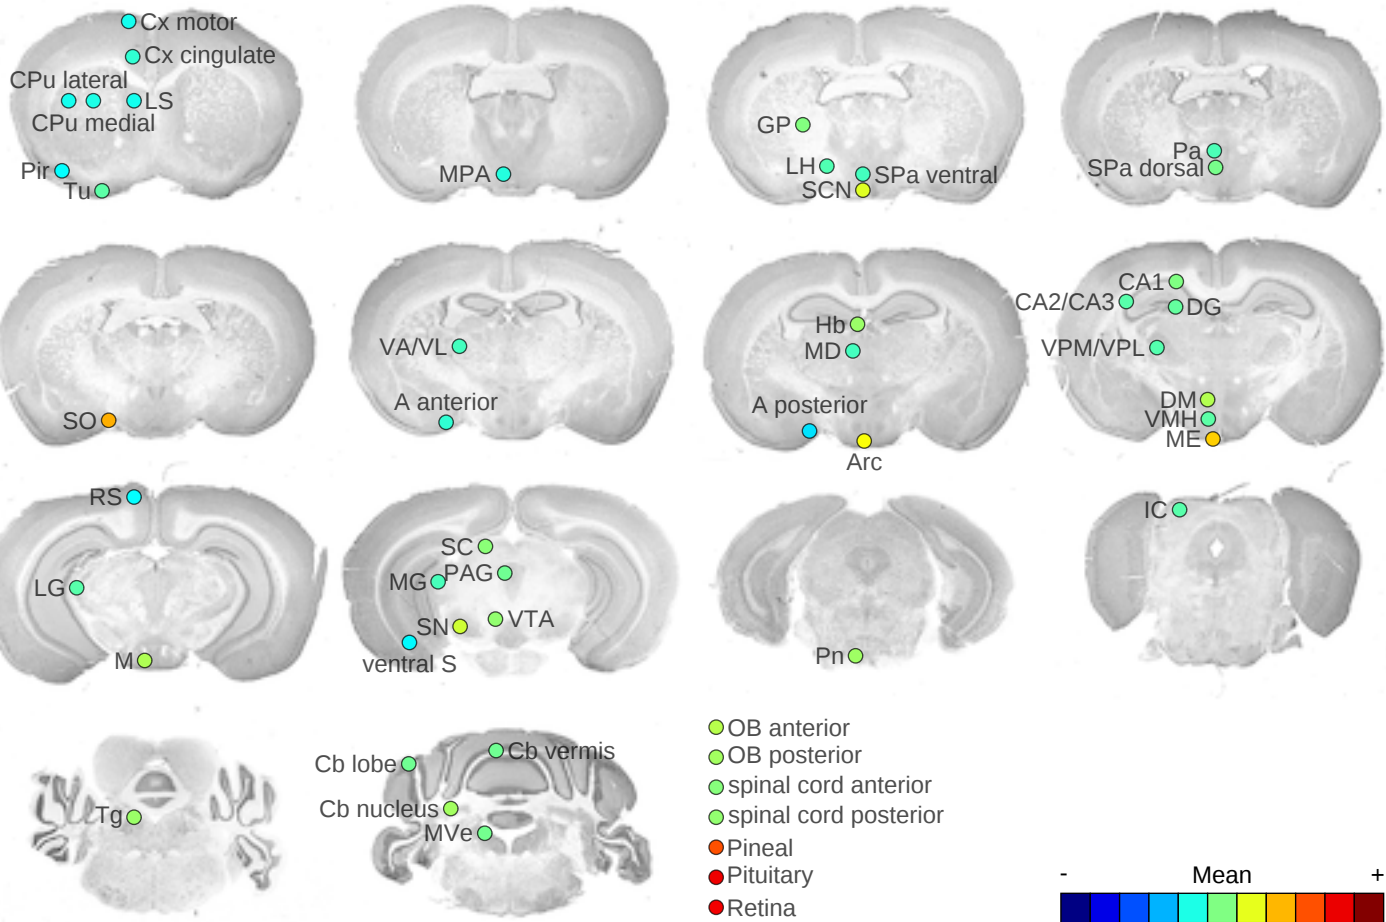 Cx motor
Cx cingulate
CPu lateral
LS
CPu medial
Pir
Tu
MPA
GP
LH
SPa ventral
SCN
Pa
SPa dorsal
SO
VA/VL
A anterior
Hb
MD
A posterior
Arc
CA1
CA2/CA3
DG
VPM/VPL
DM
VMH
ME
RS
LG
M
SC
PAG
MG
VTA
SN
ventral S
Pn
IC
Tg
Cb vermis
Cb lobe
Cb nucleus
MVe
OB anterior
OB posterior
spinal cord anterior
spinal cord posterior
Pineal
Pituitary
Retina
- Mean +